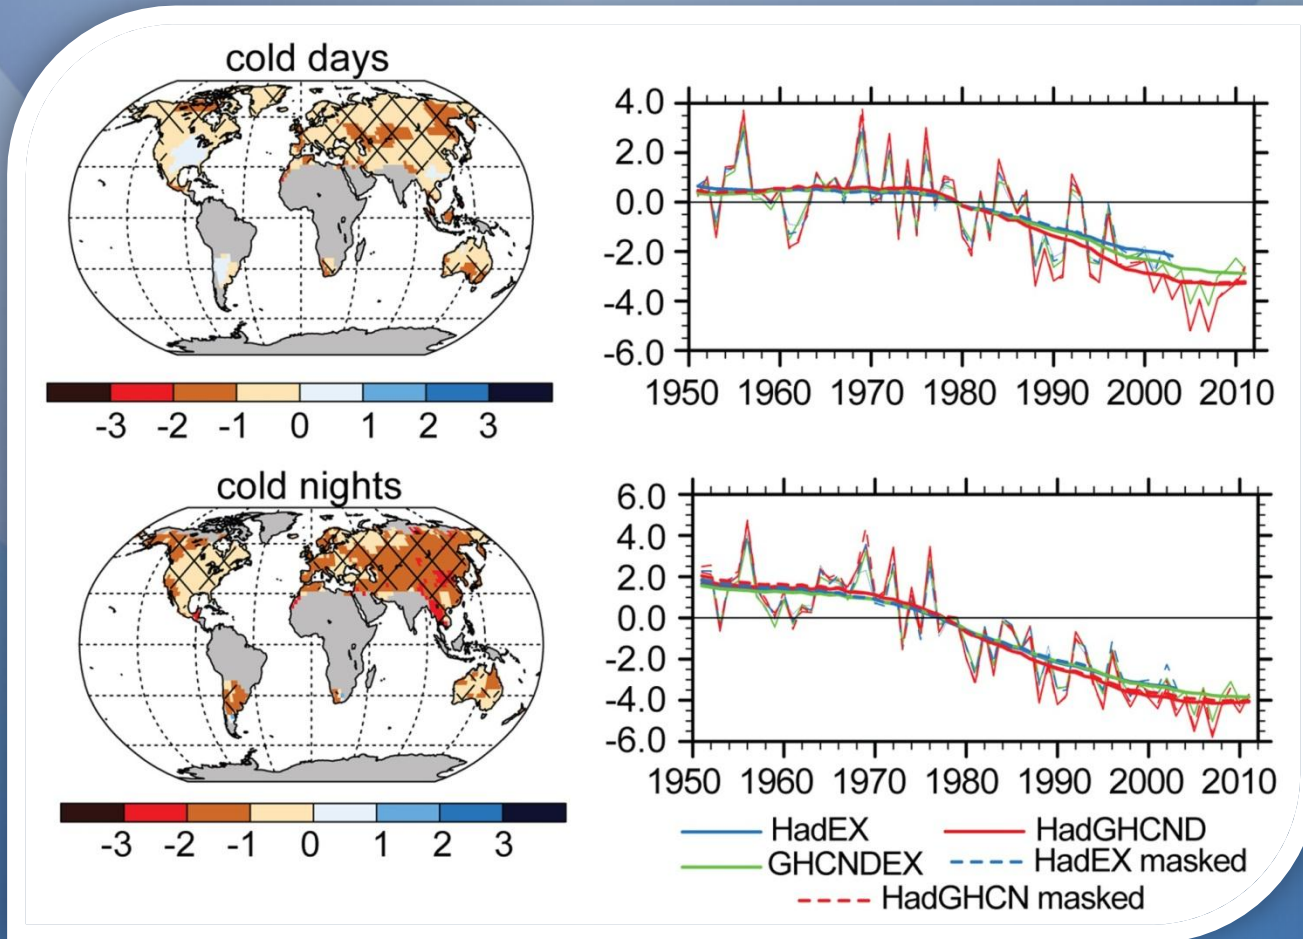 cold days
-3 -2 -1 0 1 2 3
4.0
2.0
0.0
-2.0
-4.0
-6.0
1950 1960 1970 1980 1990 2000 2010
cold nights
-3 -2 -1 0 1 2 3
6.0
4.0
2.0
0.0
-2.0
-4.0
-6.0
1950 1960 1970 1980 1990 2000 2010
HadEX HadGHCND
GHCNDEX HadEX masked
HadGHCN masked